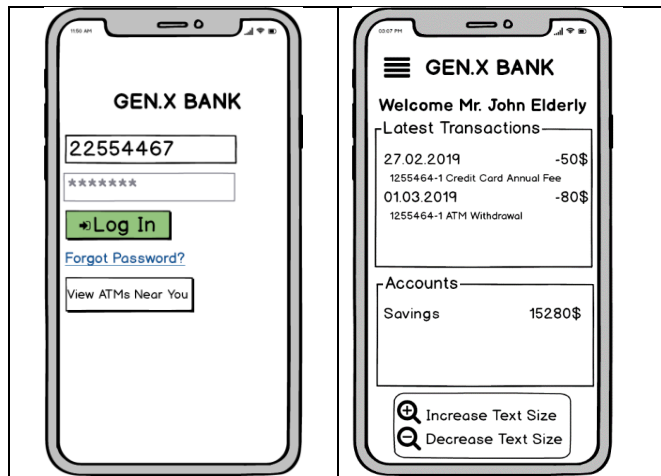 11:50 AM
GEN.X BANK
22554467
*******
Log In
Forgot Password?
View ATMs Near You
03:07 PM
GEN.X BANK
Welcome Mr. John Elderly
Latest Transactions
27.02.2019 -50$
1255464-1 Credit Card Annual Fee
01.03.2019 -80$
1255464-1 ATM Withdrawal
Accounts
Savings 15280$
Increase Text Size
Decrease Text Size